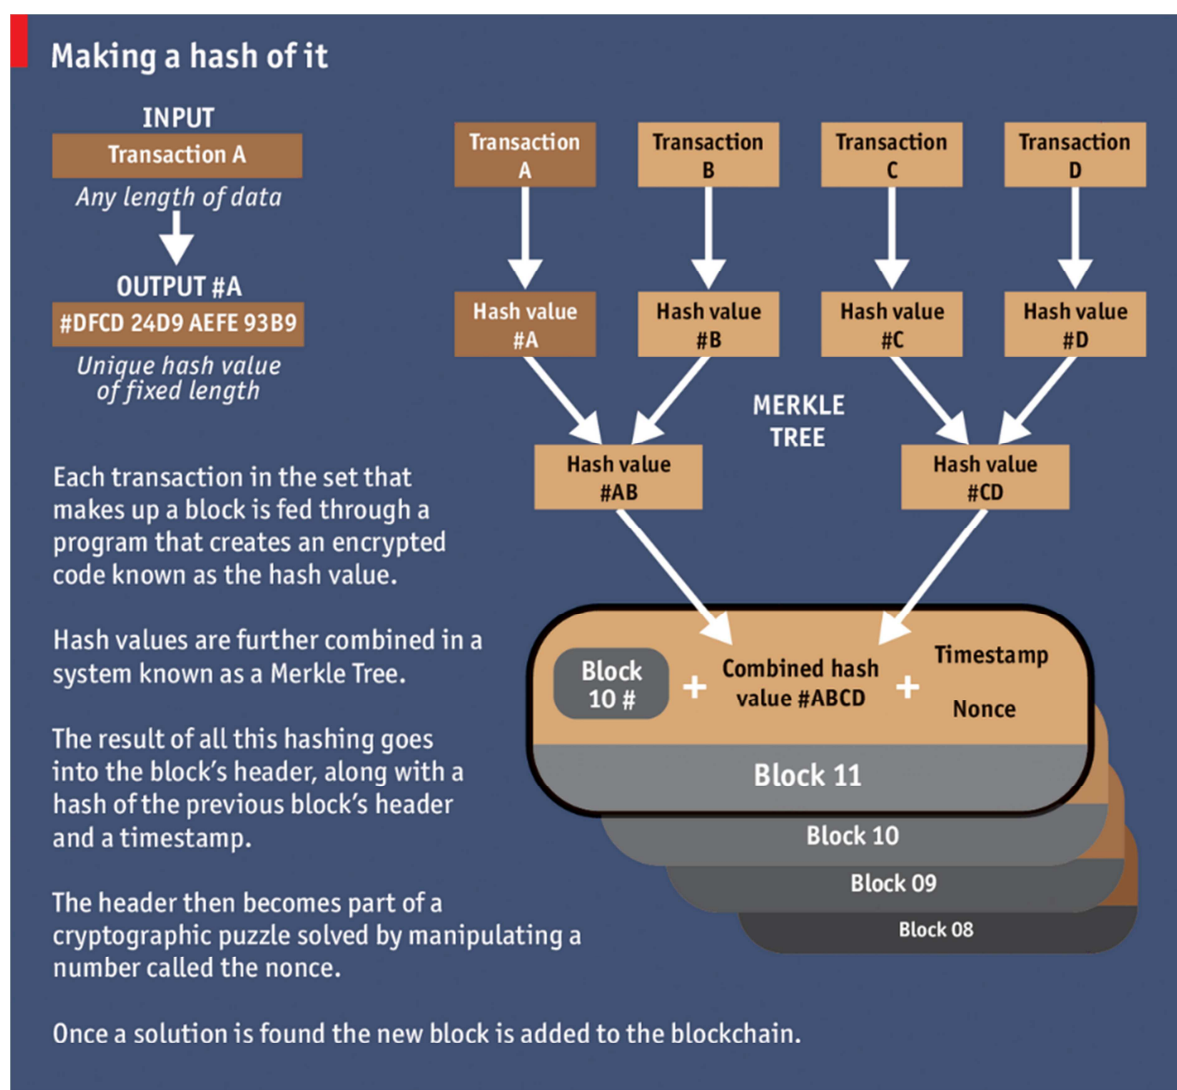 Making a hash of it
INPUT
Transaction A
Any length of data
OUTPUT #A
#DFCD 24D9 AEFE 93B9
Unique hash value
of fixed length
Each transaction in the set that
makes up a block is fed through a
program that creates an encrypted
code known as the hash value.
Hash values are further combined in a
system known as a Merkle Tree.
The result of all this hashing goes
into the block's header, along with a
hash of the previous block's header
and a timestamp.
The header then becomes part of a
cryptographic puzzle solved by manipulating a
number called the nonce.
Once a solution is found the new block is added to the blockchain.
Transaction
A
Transaction
B
Transaction
C
Transaction
D
Hash value
#A
Hash value
#B
Hash value
#C
Hash value
#D
MERKLE
TREE
Hash value
#AB
Hash value
#CD
Block
10 #
+
Combined hash
value #ABCD
+
Timestamp
Nonce
Block 11
Block 10
Block 09
Block 08